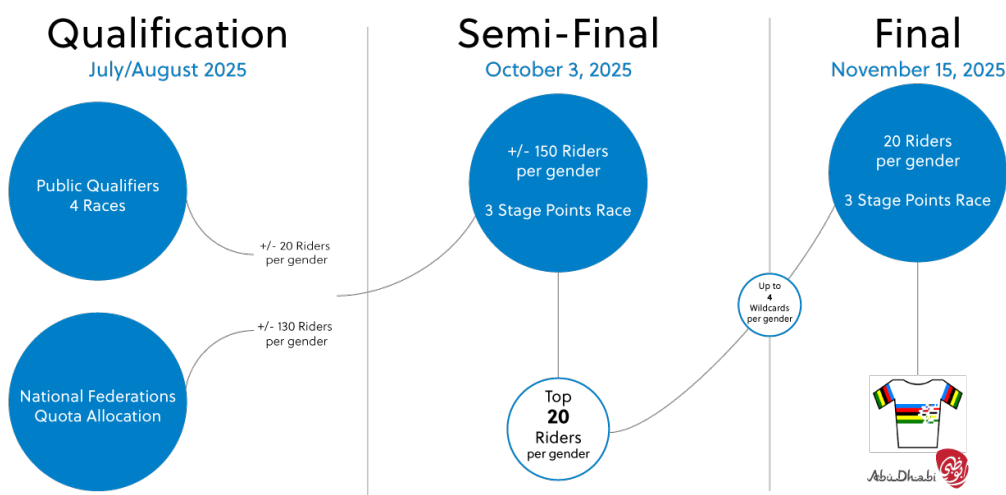 Qualification
July/August 2025
Public Qualifiers
4 Races
+/- 20 Riders
per gender
+/- 130 Riders
per gender
National Federations
Quota Allocation
Semi-Final
October 3, 2025
+/- 150 Riders
per gender
3 Stage Points Race
Top
20
Riders
per gender
Up to
4
Wildcards
per gender
Final
November 15, 2025
20 Riders
per gender
3 Stage Points Race
Abu Dhabi
أبوظبي